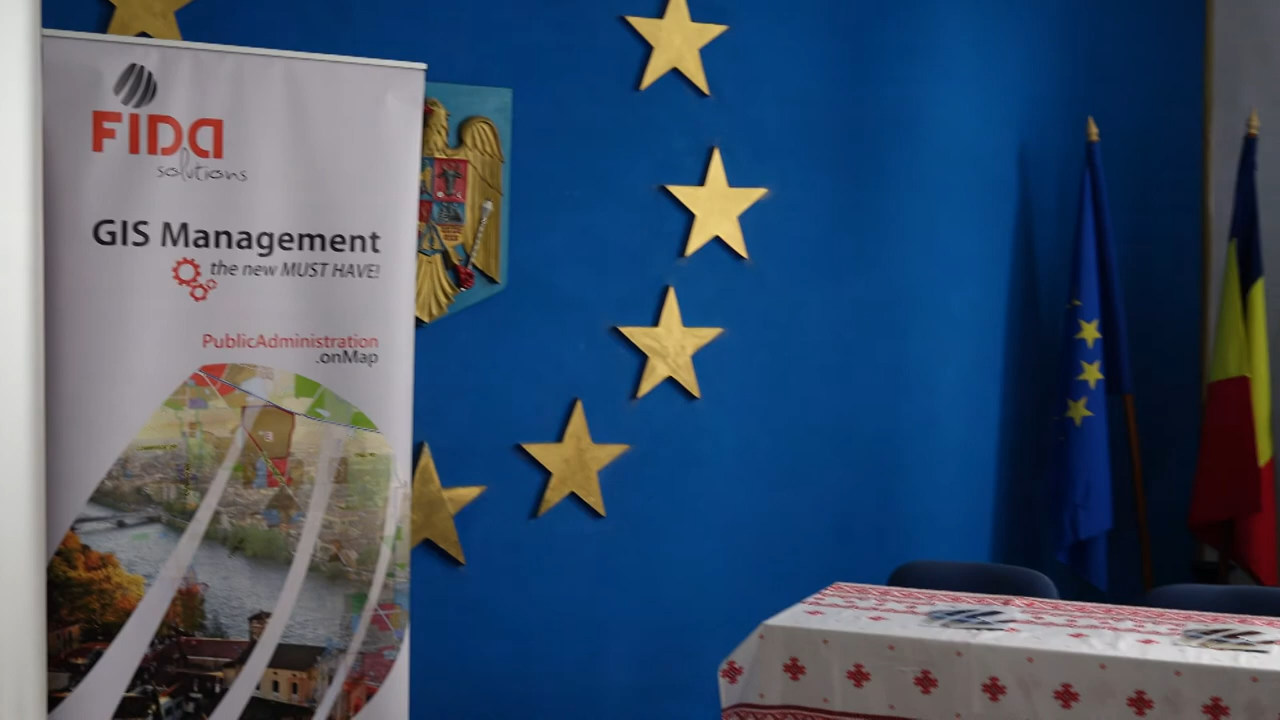 FIDA
solutions
GIS Management
the new MUST HAVE!
PublicAdministration
.onMap